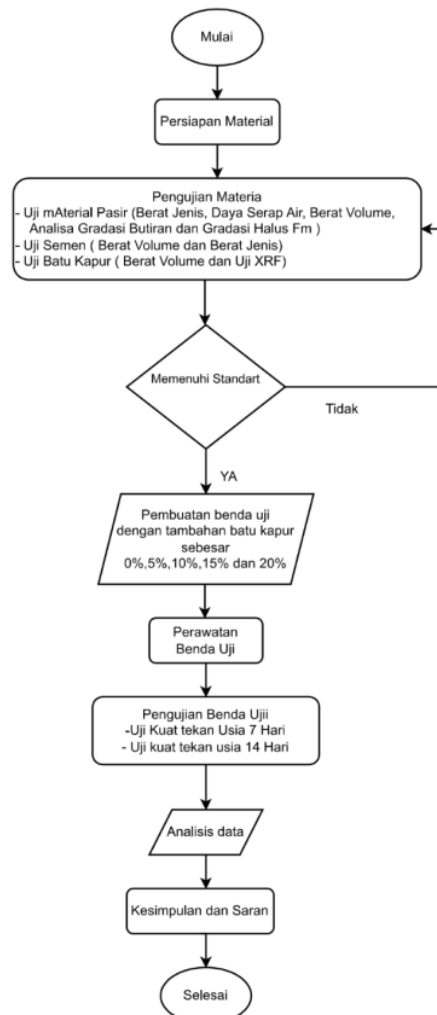 Mulai
Persiapan Material
Pengujian Materia
- Uji mAterial Pasir (Berat Jenis, Daya Serap Air, Berat Volume,
Analisa Gradasi Butiran dan Gradasi Halus Fm )
- Uji Semen ( Berat Volume dan Berat Jenis)
- Uji Batu Kapur ( Berat Volume dan Uji XRF)
Memenuhi Standart
Tidak
YA
Pembuatan benda uji
dengan tambahan batu kapur
sebesar
0%,5%,10%,15% dan 20%
Perawatan
Benda Uji
Pengujian Benda Ujii
-Uji Kuat tekan Usia 7 Hari
- Uji kuat tekan usia 14 Hari
Analisis data
Kesimpulan dan Saran
Selesai